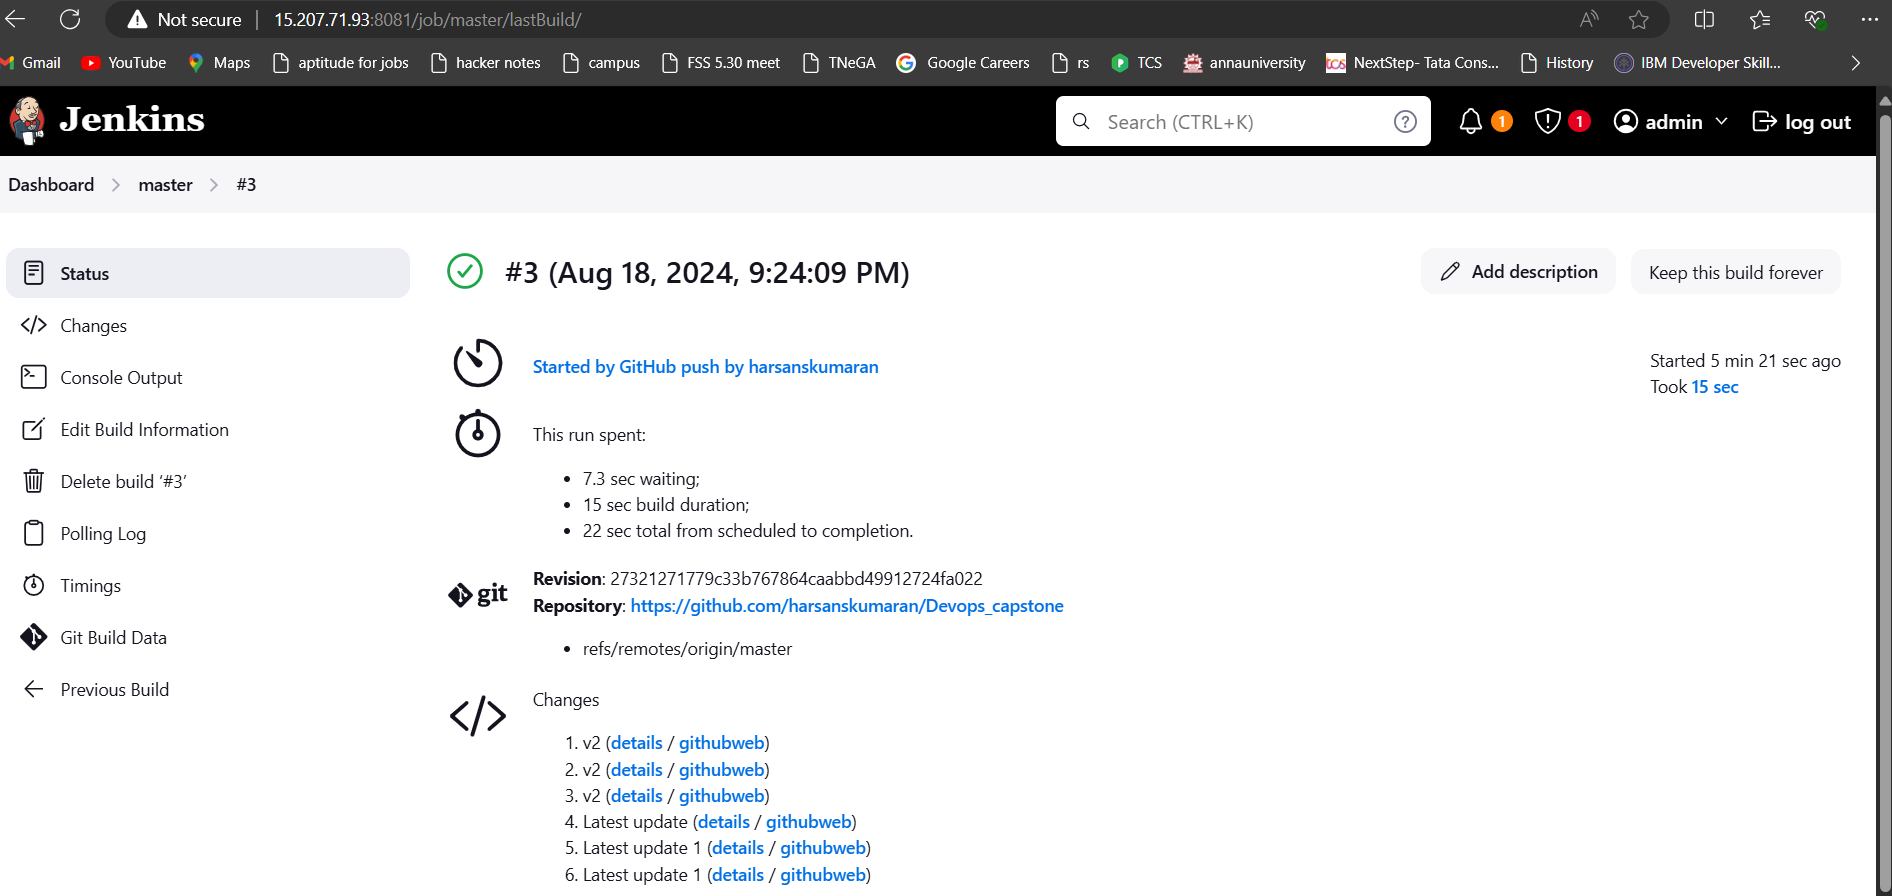 Not secure | 15.207.71.93:8081/job/master/lastBuild/
Gmail YouTube Maps aptitude for jobs hacker notes campus FSS 5.30 meet TNeGA Google Careers rs TCS annauniversity NextStep- Tata Cons... History IBM Developer Skill...
Jenkins Search (CTRL+K) ? 1 1 admin log out
Dashboard > master > #3
Status
Changes
Console Output
Edit Build Information
Delete build ‘#3’
Polling Log
Timings
Git Build Data
Previous Build
#3 (Aug 18, 2024, 9:24:09 PM)
Add description
Keep this build forever
Started by GitHub push by harsanskumaran
Started 5 min 21 sec ago
Took 15 sec
This run spent:
• 7.3 sec waiting;
• 15 sec build duration;
• 22 sec total from scheduled to completion.
git
Revision: 27321271779c33b767864caabbd49912724fa022
Repository: https://github.com/harsanskumaran/Devops_capstone
• refs/remotes/origin/master
Changes
1. v2 (details / githubweb)
2. v2 (details / githubweb)
3. v2 (details / githubweb)
4. Latest update (details / githubweb)
5. Latest update 1 (details / githubweb)
6. Latest update 1 (details / githubweb)